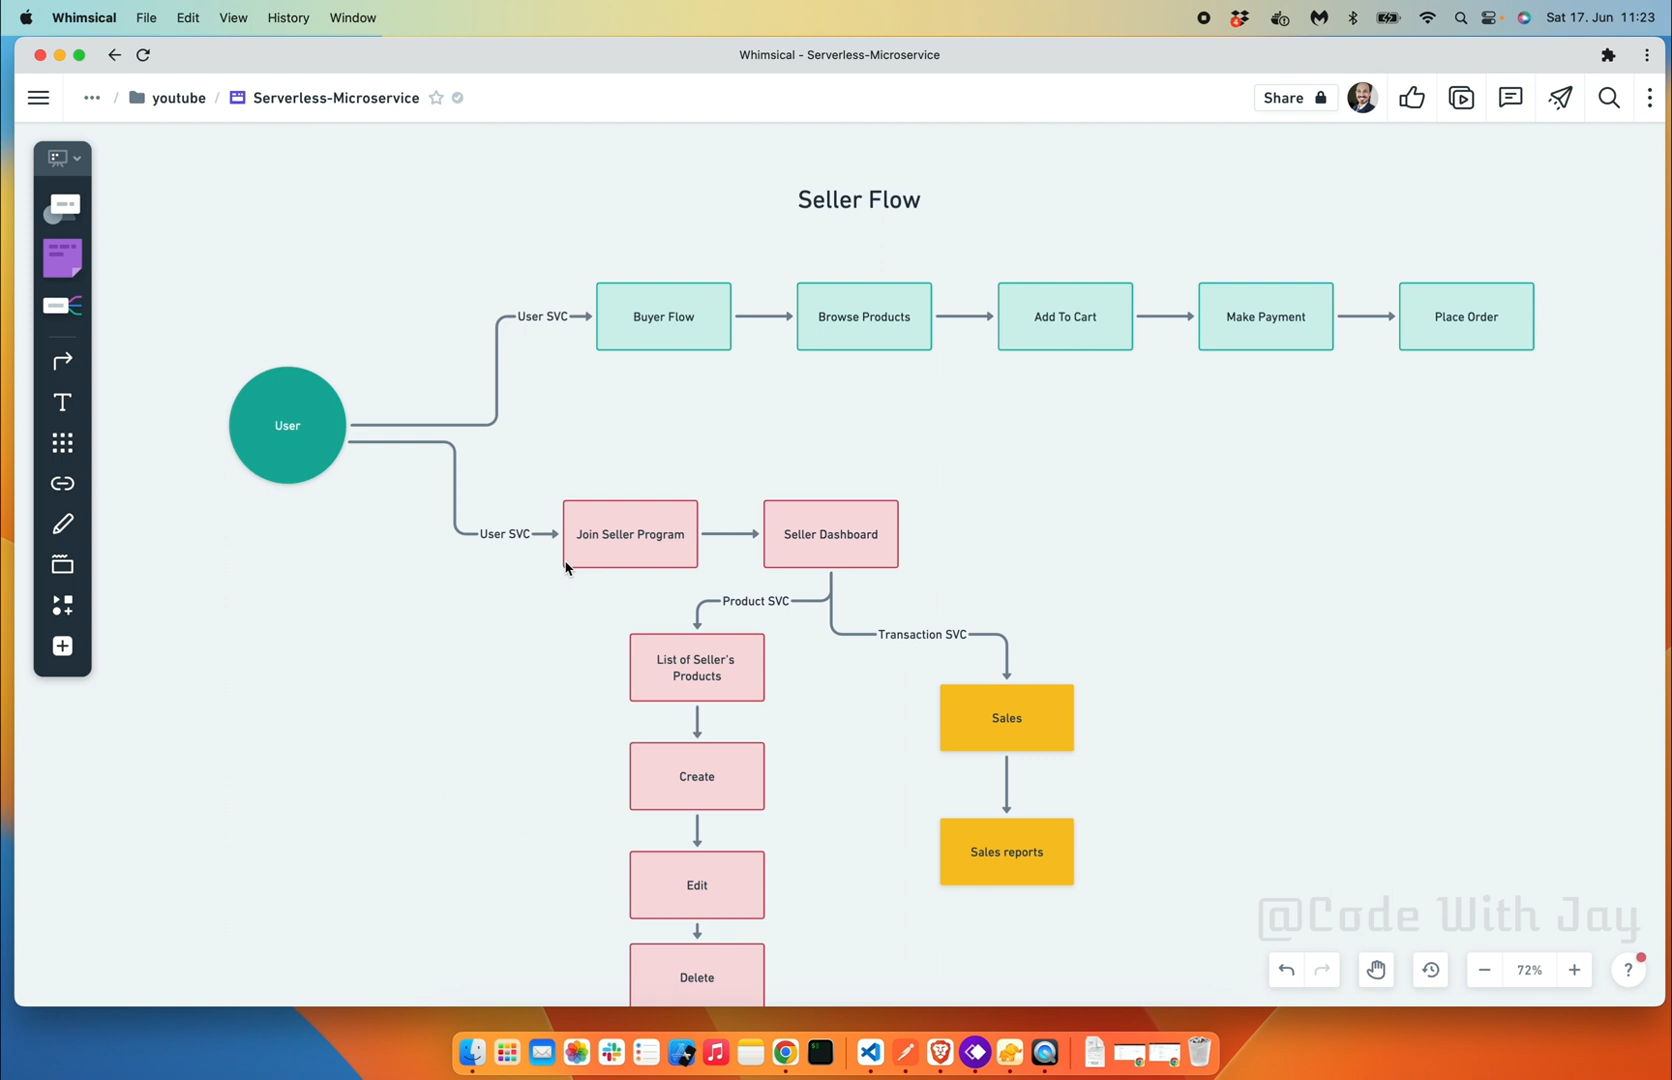 Whimsical File Edit View History Window
Sat 17. Jun 11:23
Whimsical - Serverless-Microservice
... / youtube / Serverless-Microservice
Share
Seller Flow
User SVC
Buyer Flow
Browse Products
Add To Cart
Make Payment
Place Order
User
User SVC
Join Seller Program
Seller Dashboard
Product SVC
Transaction SVC
List of Seller's
Products
Sales
Create
Sales reports
Edit
Delete
@Code With Jay
72%
?